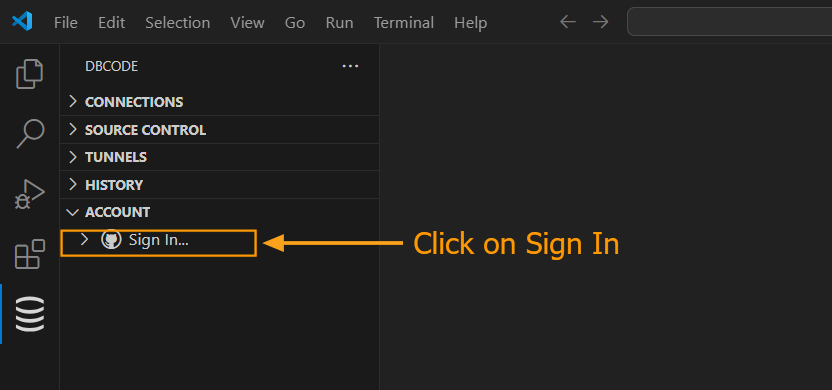 File Edit Selection View Go Run Terminal Help
DBCODE
CONNECTIONS
SOURCE CONTROL
TUNNELS
HISTORY
ACCOUNT
Sign In...
Click on Sign In